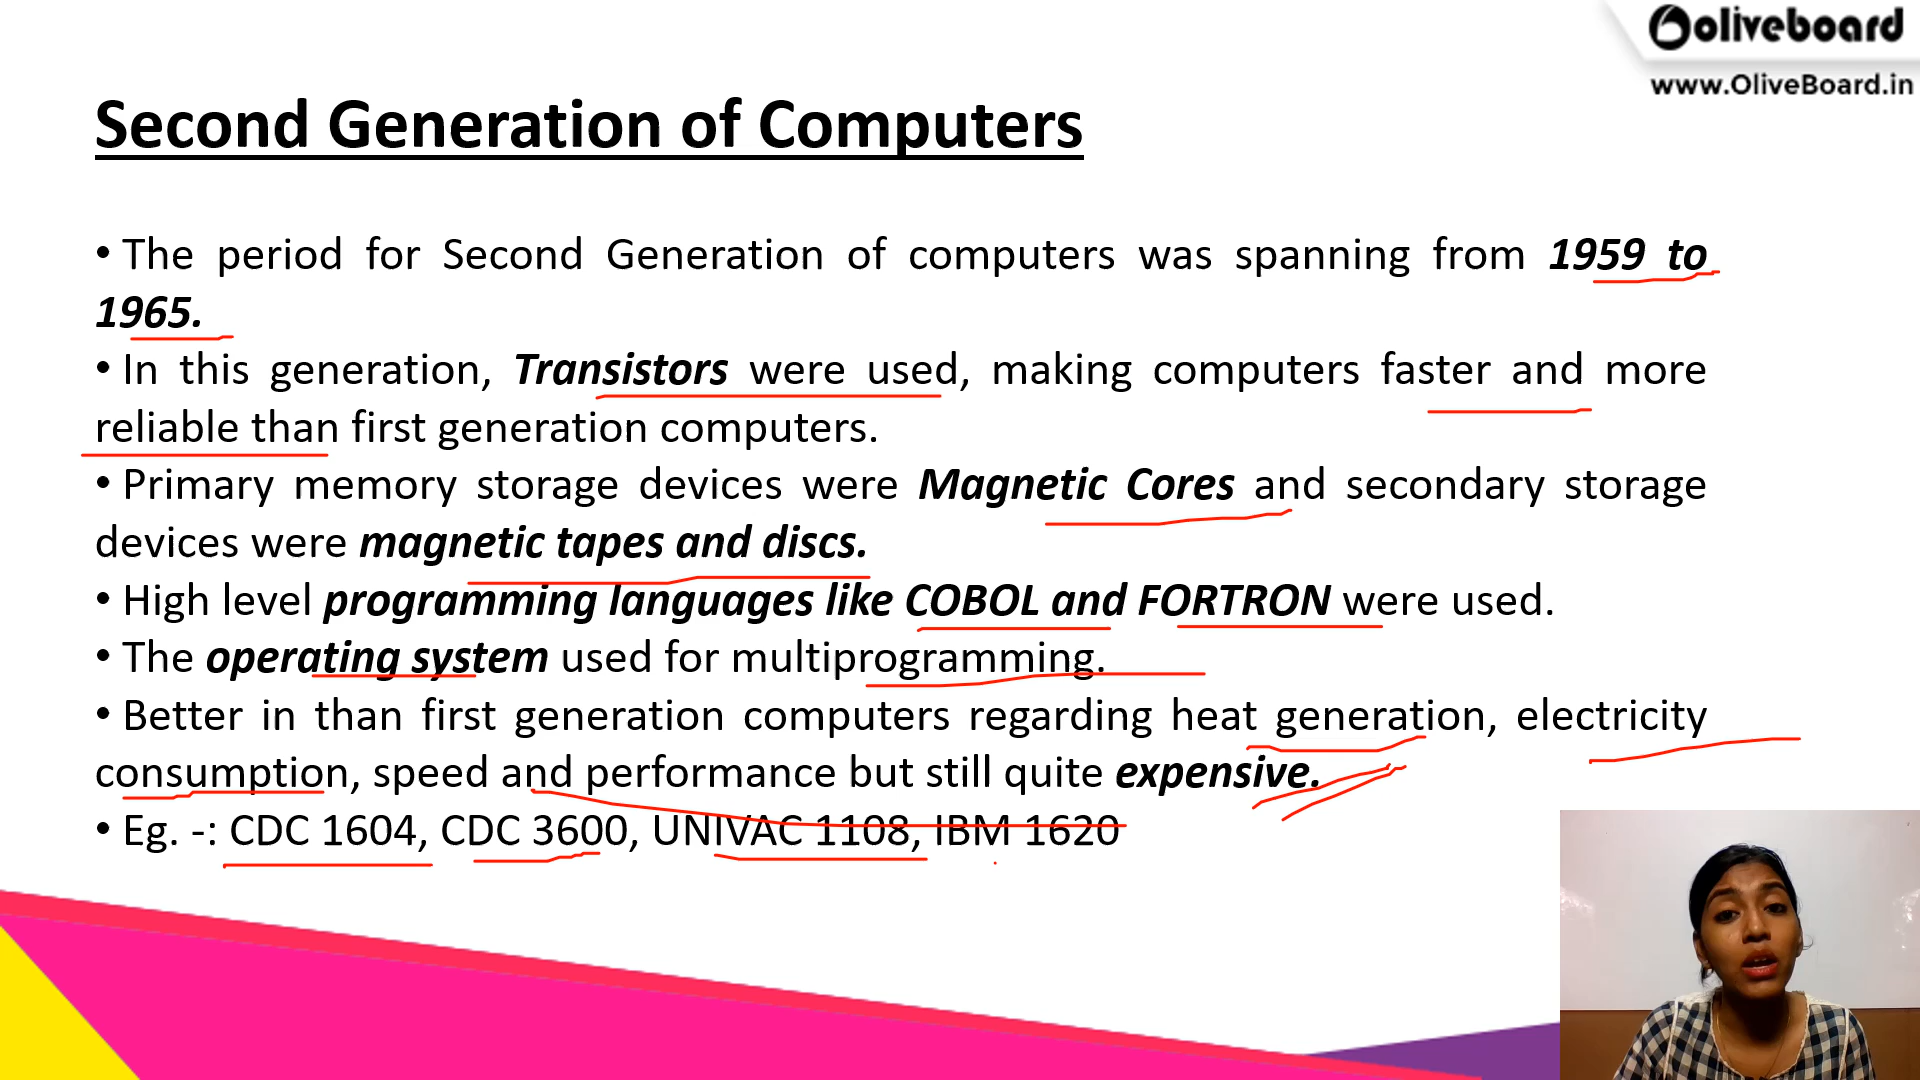 oliveboard
www.OliveBoard.in
Second Generation of Computers
• The period for Second Generation of computers was spanning from 1959 to
1965.
• In this generation, Transistors were used, making computers faster and more
reliable than first generation computers.
• Primary memory storage devices were Magnetic Cores and secondary storage
devices were magnetic tapes and discs.
• High level programming languages like COBOL and FORTRON were used.
• The operating system used for multiprogramming.
• Better in than first generation computers regarding heat generation, electricity
consumption, speed and performance but still quite expensive.
• Eg. -: CDC 1604, CDC 3600, UNIVAC 1108, IBM 1620